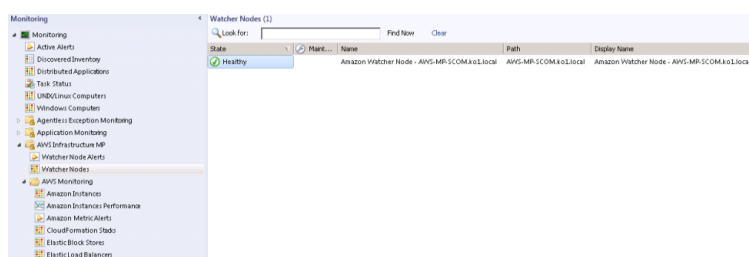 Monitoring
Monitoring
Active Alerts
Discovered Inventory
Distributed Applications
Task Status
UNIX/Linux Computers
Windows Computers
Agentless Exception Monitoring
Application Monitoring
AWS Infrastructure MP
Watcher Node Alerts
Watcher Nodes
AWS Monitoring
Amazon Instances
Amazon Instances Performance
Amazon Metric Alerts
CloudFormation Stacks
Elastic Block Stores
Elastic Load Balancers
Watcher Nodes (1)
Look for: Find Now Clear
State Maint... Name Path Display Name
Healthy Amazon Watcher Node - AWS-MP-SCOM.ko1.local AWS-MP-SCOM.ko1.local Amazon Watcher Node - AWS-MP-SCOM.ko1.loca